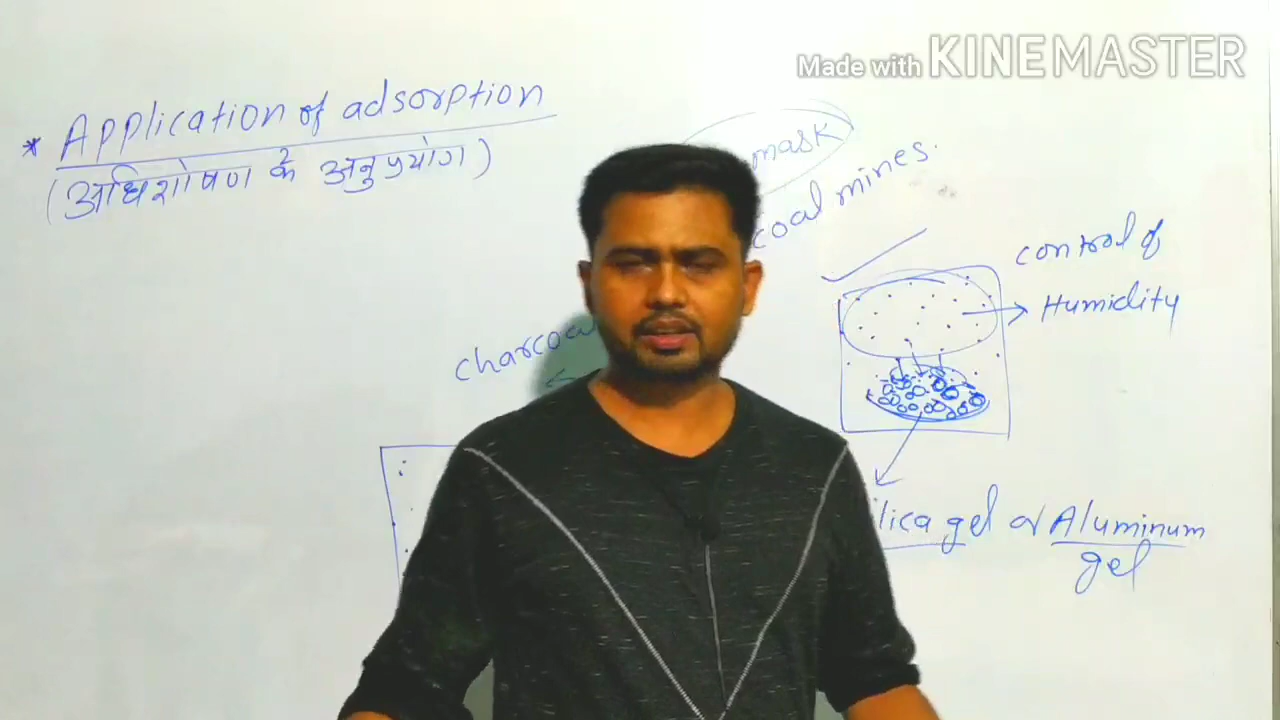 Made with KINEMASTER
* Application of adsorption
(अधिशोषण के अनुप्रयोग)
mask
coal mines.
control of
Humidity
charcoal
lica gel or Aluminum
gel